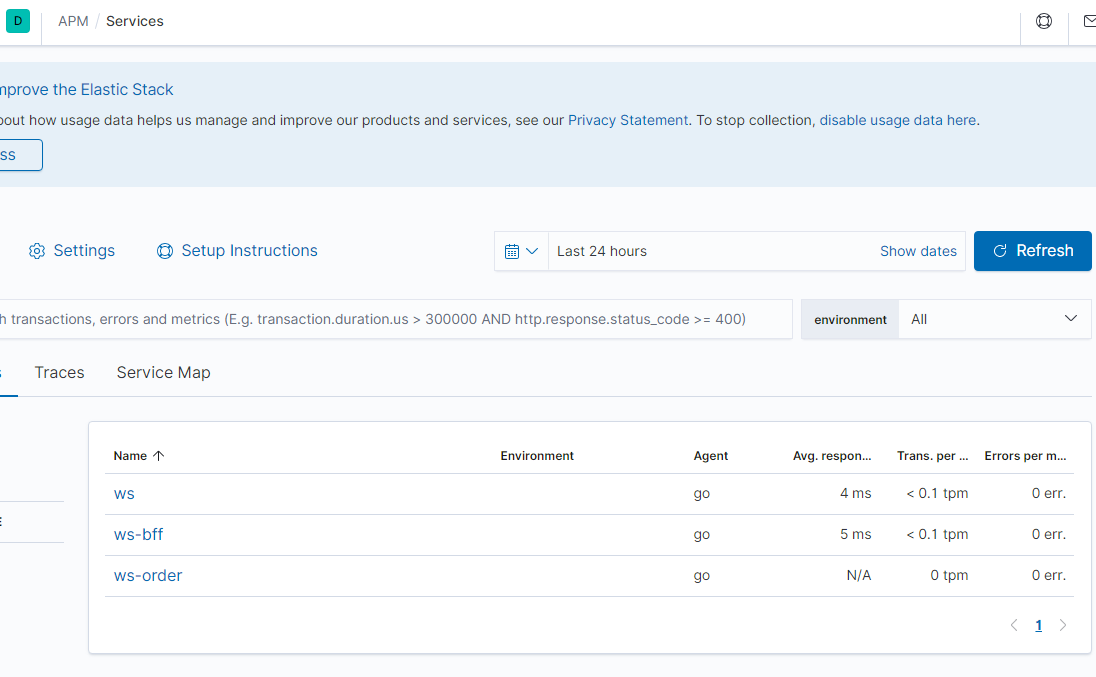 D APM / Services
mprove the Elastic Stack
out how usage data helps us manage and improve our products and services, see our Privacy Statement. To stop collection, disable usage data here.
ss
Settings Setup Instructions Last 24 hours Show dates Refresh
h transactions, errors and metrics (E.g. transaction.duration.us > 300000 AND http.response.status_code >= 400) environment All
Traces Service Map
Name Environment Agent Avg. respon... Trans. per ... Errors per m...
ws go 4 ms < 0.1 tpm 0 err.
ws-bff go 5 ms < 0.1 tpm 0 err.
ws-order go N/A 0 tpm 0 err.
1